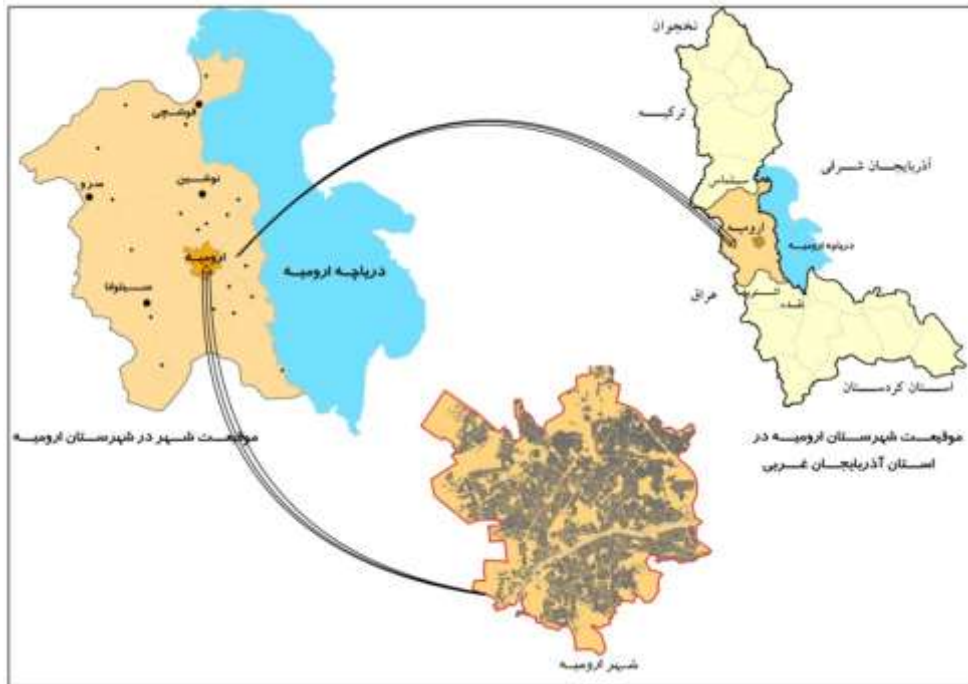 نخجوان
ترکیه
آذربایجان شرقی
سلماس
ارومیه
دریاچه ارومیه
عراق
استان کردستان
موقعیت شهرستان ارومیه در
استان آذربایجان غربی
قوشچی
نوشین
سرو
ارومیه
دریاچه ارومیه
سیلوانا
موقعیت شهر در شهرستان ارومیه
شهر ارومیه